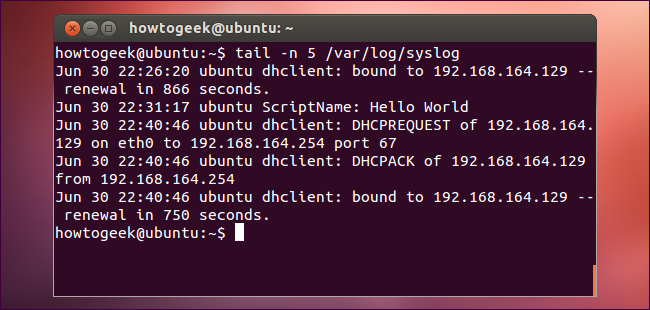 howtogeek@ubuntu: ~
howtogeek@ubuntu:~$ tail -n 5 /var/log/syslog
Jun 30 22:26:20 ubuntu dhclient: bound to 192.168.164.129 --
 renewal in 866 seconds.
Jun 30 22:31:17 ubuntu ScriptName: Hello World
Jun 30 22:40:46 ubuntu dhclient: DHCPREQUEST of 192.168.164.
129 on eth0 to 192.168.164.254 port 67
Jun 30 22:40:46 ubuntu dhclient: DHCPACK of 192.168.164.129
from 192.168.164.254
Jun 30 22:40:46 ubuntu dhclient: bound to 192.168.164.129 --
 renewal in 750 seconds.
howtogeek@ubuntu:~$